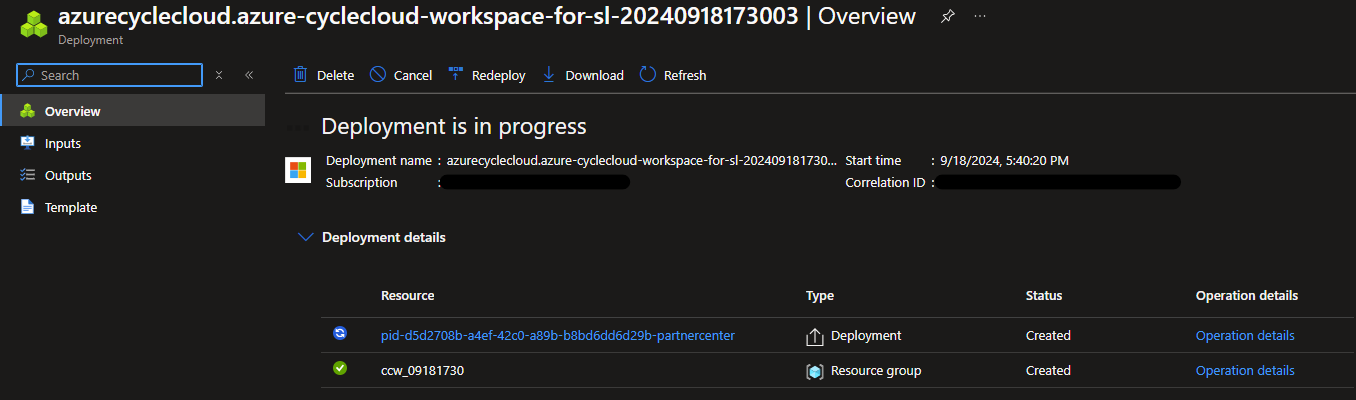 azurecyclecloud.azure-cyclecloud-workspace-for-sl-20240918173003 | Overview
Deployment
Search
Overview
Inputs
Outputs
Template
Delete Cancel Redeploy Download Refresh
Deployment is in progress
Deployment name : azurecyclecloud.azure-cyclecloud-workspace-for-sl-202409181730... Start time : 9/18/2024, 5:40:20 PM
Subscription : Correlation ID :
Deployment details
Resource Type Status Operation details
pid-d5d2708b-a4ef-42c0-a89b-b8bd6dd6d29b-partnercenter Deployment Created Operation details
ccw_09181730 Resource group Created Operation details